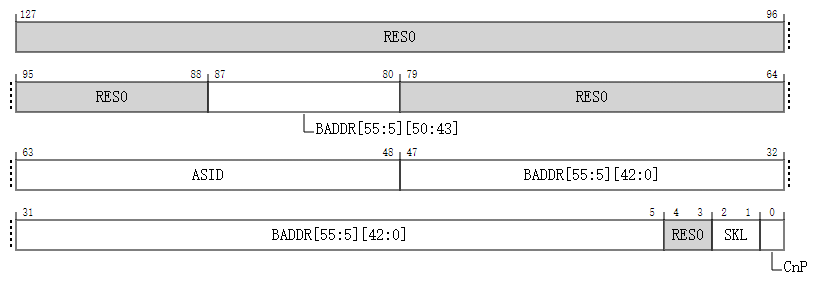 127 96
RES0
95 88 87 80 79 64
RES0 RES0
BADDR[55:5][50:43]
63 48 47 32
ASID BADDR[55:5][42:0]
31 5 4 3 2 1 0
BADDR[55:5][42:0] RES0 SKL
CnP